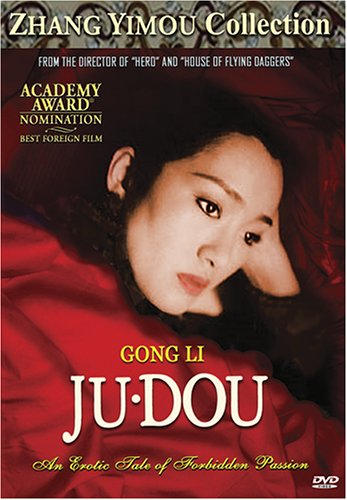 ZHANG YIMOU COLLECTION
FROM THE DIRECTOR OF "HERO" AND "HOUSE OF FLYING DAGGERS"
ACADEMY
AWARD®
NOMINATION
BEST FOREIGN FILM
GONG LI
JU•DOU
An Erotic Tale of Forbidden Passion
DVD
VIDEO